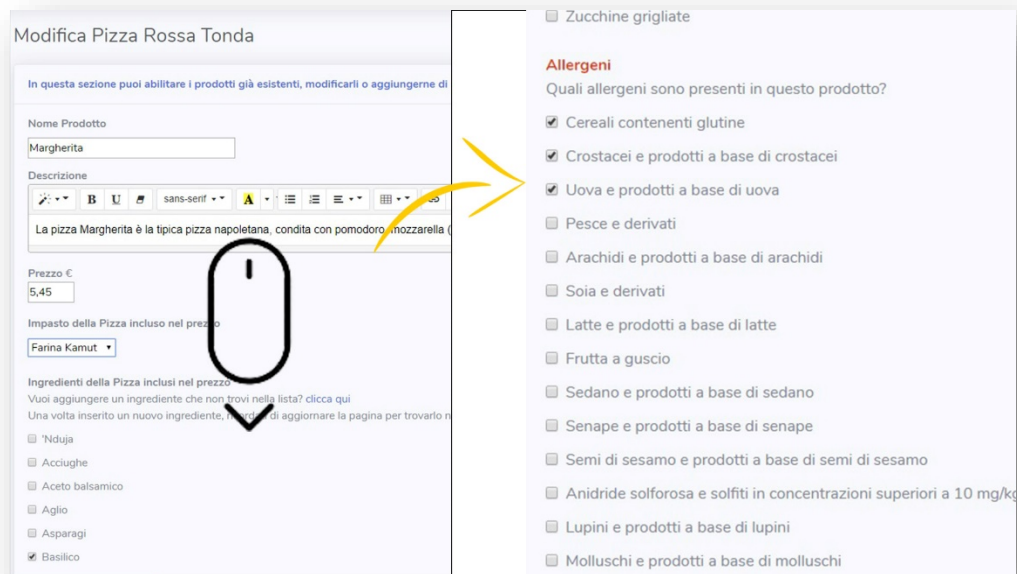 Modifica Pizza Rossa Tonda
In questa sezione puoi abilitare i prodotti già esistenti, modificarli o aggiungerne di
Nome Prodotto
Margherita
Descrizione
B U sans-serif A
La pizza Margherita è la tipica pizza napoletana, condita con pomodoro, mozzarella (
Prezzo €
5,45
Impasto della Pizza incluso nel prezzo
Farina Kamut
Ingredienti della Pizza inclusi nel prezzo
Vuoi aggiungere un ingrediente che non trovi nella lista? clicca qui
Una volta inserito un nuovo ingrediente, di aggiornare la pagina per trovarlo n
'Nduja
Acciughe
Aceto balsamico
Aglio
Asparagi
Basilico
Zucchine grigliate
Allergeni
Quali allergeni sono presenti in questo prodotto?
Cereali contenenti glutine
Crostacei e prodotti a base di crostacei
Uova e prodotti a base di uova
Pesce e derivati
Arachidi e prodotti a base di arachidi
Soia e derivati
Latte e prodotti a base di latte
Frutta a guscio
Sedano e prodotti a base di sedano
Senape e prodotti a base di senape
Semi di sesamo e prodotti a base di semi di sesamo
Anidride solforosa e solfiti in concentrazioni superiori a 10 mg/kg
Lupini e prodotti a base di lupini
Molluschi e prodotti a base di molluschi